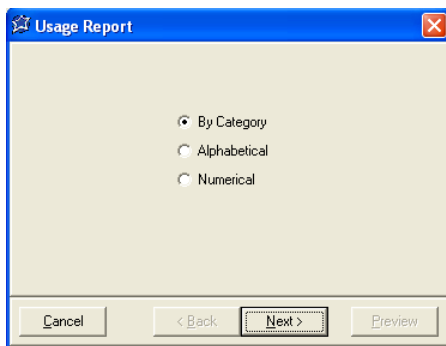 Usage Report
By Category
Alphabetical
Numerical
Cancel < Back Next > Preview